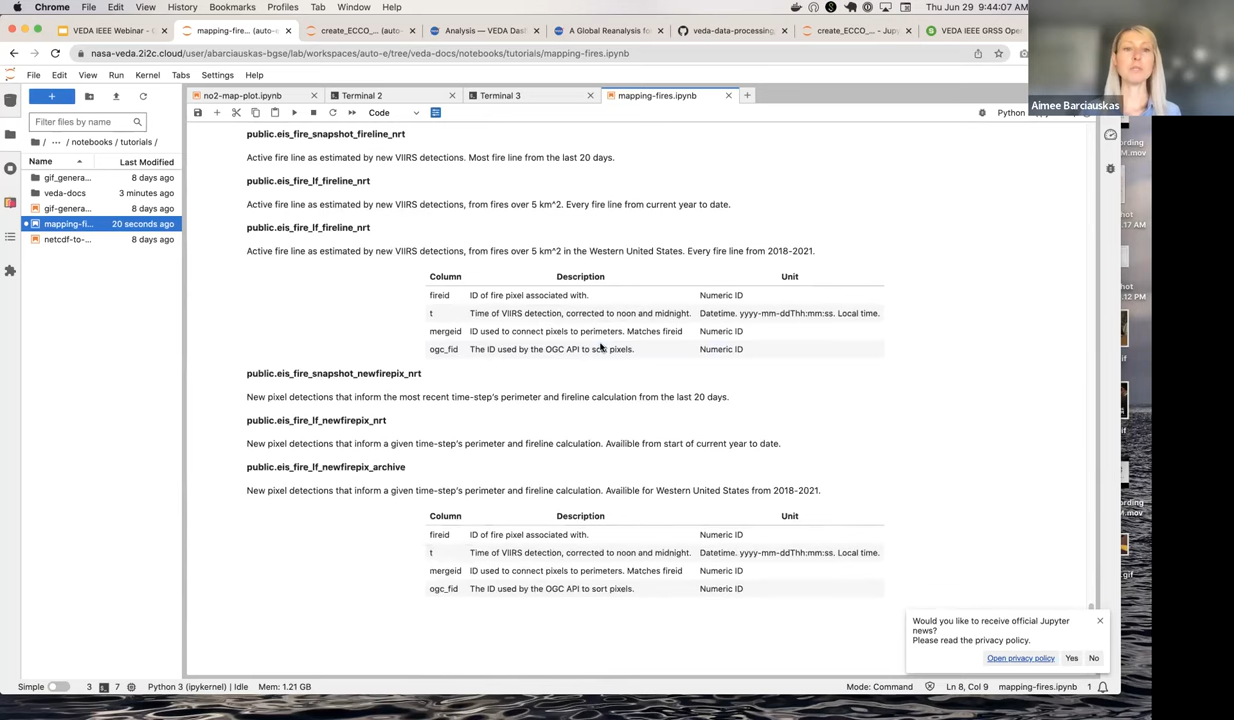 Chrome File Edit View History Bookmarks Profiles Tab Window Help
Thu Jun 29 9:44:07 AM
VEDA IEEE Webinar - G
mapping-fires... (auto-e
create_ECCO_... (auto-
Analysis — VEDA Das
A Global Reanalysis
veda-data-processing
create_ECCO_... - Jupyte
VEDA IEEE GRSS Ope
nasa-veda.2i2c.cloud/user/abarciauskas-bgse/lab/workspaces/auto-e/tree/veda-docs/notebooks/tutorials/mapping-fires.ipynb
Aimee Barciauskas
File Edit View Run Kernel Tabs Settings Help
no2-map-plot.ipynb
Terminal 2
Terminal 3
mapping-fires.ipynb
Code
Python
Filter files by name
/ ··· / notebooks / tutorials /
Name Last Modified
gif_genera... 8 days ago
veda-docs 3 minutes ago
gif-genera... 8 days ago
mapping-fi... 20 seconds ago
netcdf-to-... 8 days ago
public.eis_fire_snapshot_fireline_nrt
Active fire line as estimated by new VIIRS detections. Most fire line from the last 20 days.
public.eis_fire_lf_fireline_nrt
Active fire line as estimated by new VIIRS detections, from fires over 5 km^2. Every fire line from current year to date.
public.eis_fire_lf_fireline_nrt
Active fire line as estimated by new VIIRS detections, from fires over 5 km^2 in the Western United States. Every fire line from 2018-2021.
Column Description Unit
fireid ID of fire pixel associated with. Numeric ID
t Time of VIIRS detection, corrected to noon and midnight. Datetime. yyyy-mm-ddThh:mm:ss. Local time.
mergeid ID used to connect pixels to perimeters. Matches fireid Numeric ID
ogc_fid The ID used by the OGC API to sort pixels. Numeric ID
public.eis_fire_snapshot_newfirepix_nrt
New pixel detections that inform the most recent time-step's perimeter and fireline calculation from the last 20 days.
public.eis_fire_lf_newfirepix_nrt
New pixel detections that inform a given time-step's perimeter and fireline calculation. Availible from start of current year to date.
public.eis_fire_lf_newfirepix_archive
New pixel detections that inform a given time-step's perimeter and fireline calculation. Availible for Western United States from 2018-2021.
Column Description Unit
fireid ID of fire pixel associated with. Numeric ID
t Time of VIIRS detection, corrected to noon and midnight. Datetime. yyyy-mm-ddThh:mm:ss. Local time.
mergeid ID used to connect pixels to perimeters. Matches fireid Numeric ID
ogc_fid The ID used by the OGC API to sort pixels. Numeric ID
Would you like to receive official Jupyter
news?
Please read the privacy policy.
Open privacy policy Yes No
Simple 3 7 Python 3 (ipykernel) | Idle Mem: 1.21 GB
Mode: Command Ln 8, Col 9 mapping-fires.ipynb 1